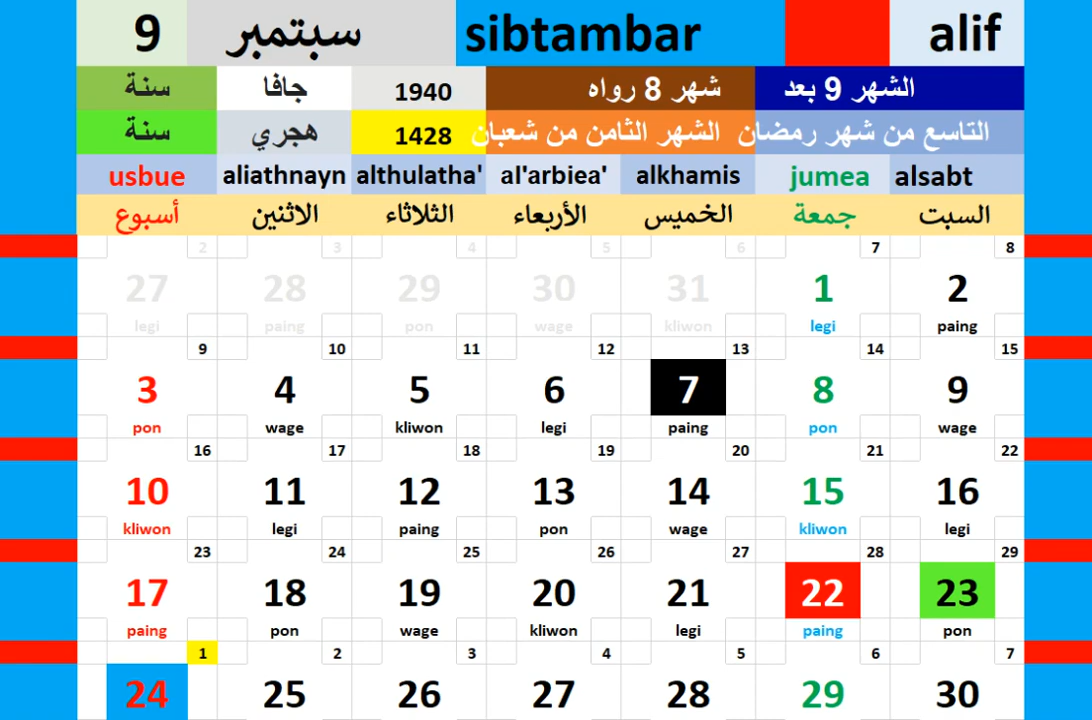 9 سبتمبر sibtambar alif
سنة جافا 1940 شهر 8 رواه الشهر 9 بعد
سنة هجري 1428 الشهر الثامن من شعبان التاسع من شهر رمضان
usbue aliathnayn althulatha' al'arbiea' alkhamis jumea alsabt
أسبوع الاثنين الثلاثاء الأربعاء الخميس جمعة السبت
2 3 4 5 6 7 8
27 28 29 30 31 1 2
legi paing pon wage kliwon legi paing
9 10 11 12 13 14 15
3 4 5 6 7 8 9
pon wage kliwon legi paing pon wage
16 17 18 19 20 21 22
10 11 12 13 14 15 16
kliwon legi paing pon wage kliwon legi
23 24 25 26 27 28 29
17 18 19 20 21 22 23
paing pon wage kliwon legi paing pon
1 2 3 4 5 6 7
24 25 26 27 28 29 30